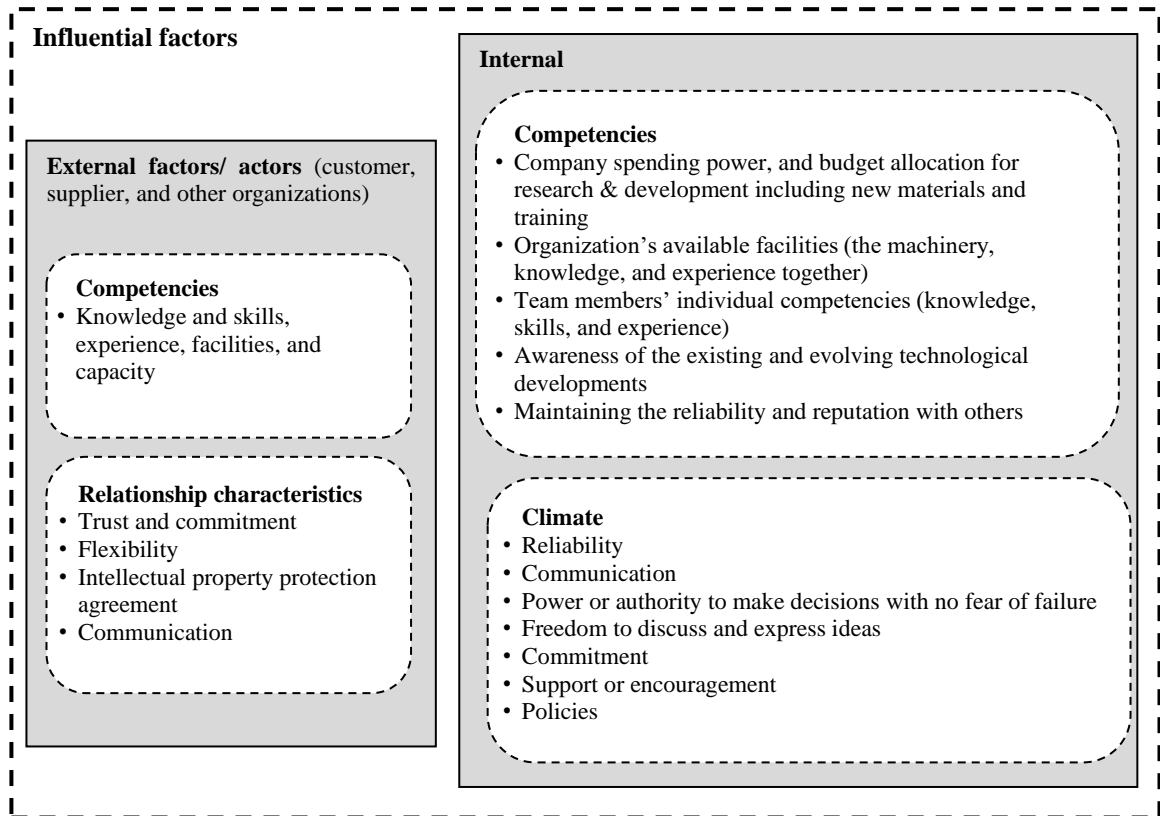 Influential factors
External factors/ actors (customer,
supplier, and other organizations)
Competencies
• Knowledge and skills,
experience, facilities, and
capacity
Relationship characteristics
• Trust and commitment
• Flexibility
• Intellectual property protection
agreement
• Communication
Internal
Competencies
• Company spending power, and budget allocation for
research & development including new materials and
training
• Organization’s available facilities (the machinery,
knowledge, and experience together)
• Team members’ individual competencies (knowledge,
skills, and experience)
• Awareness of the existing and evolving technological
developments
• Maintaining the reliability and reputation with others
Climate
• Reliability
• Communication
• Power or authority to make decisions with no fear of failure
• Freedom to discuss and express ideas
• Commitment
• Support or encouragement
• Policies